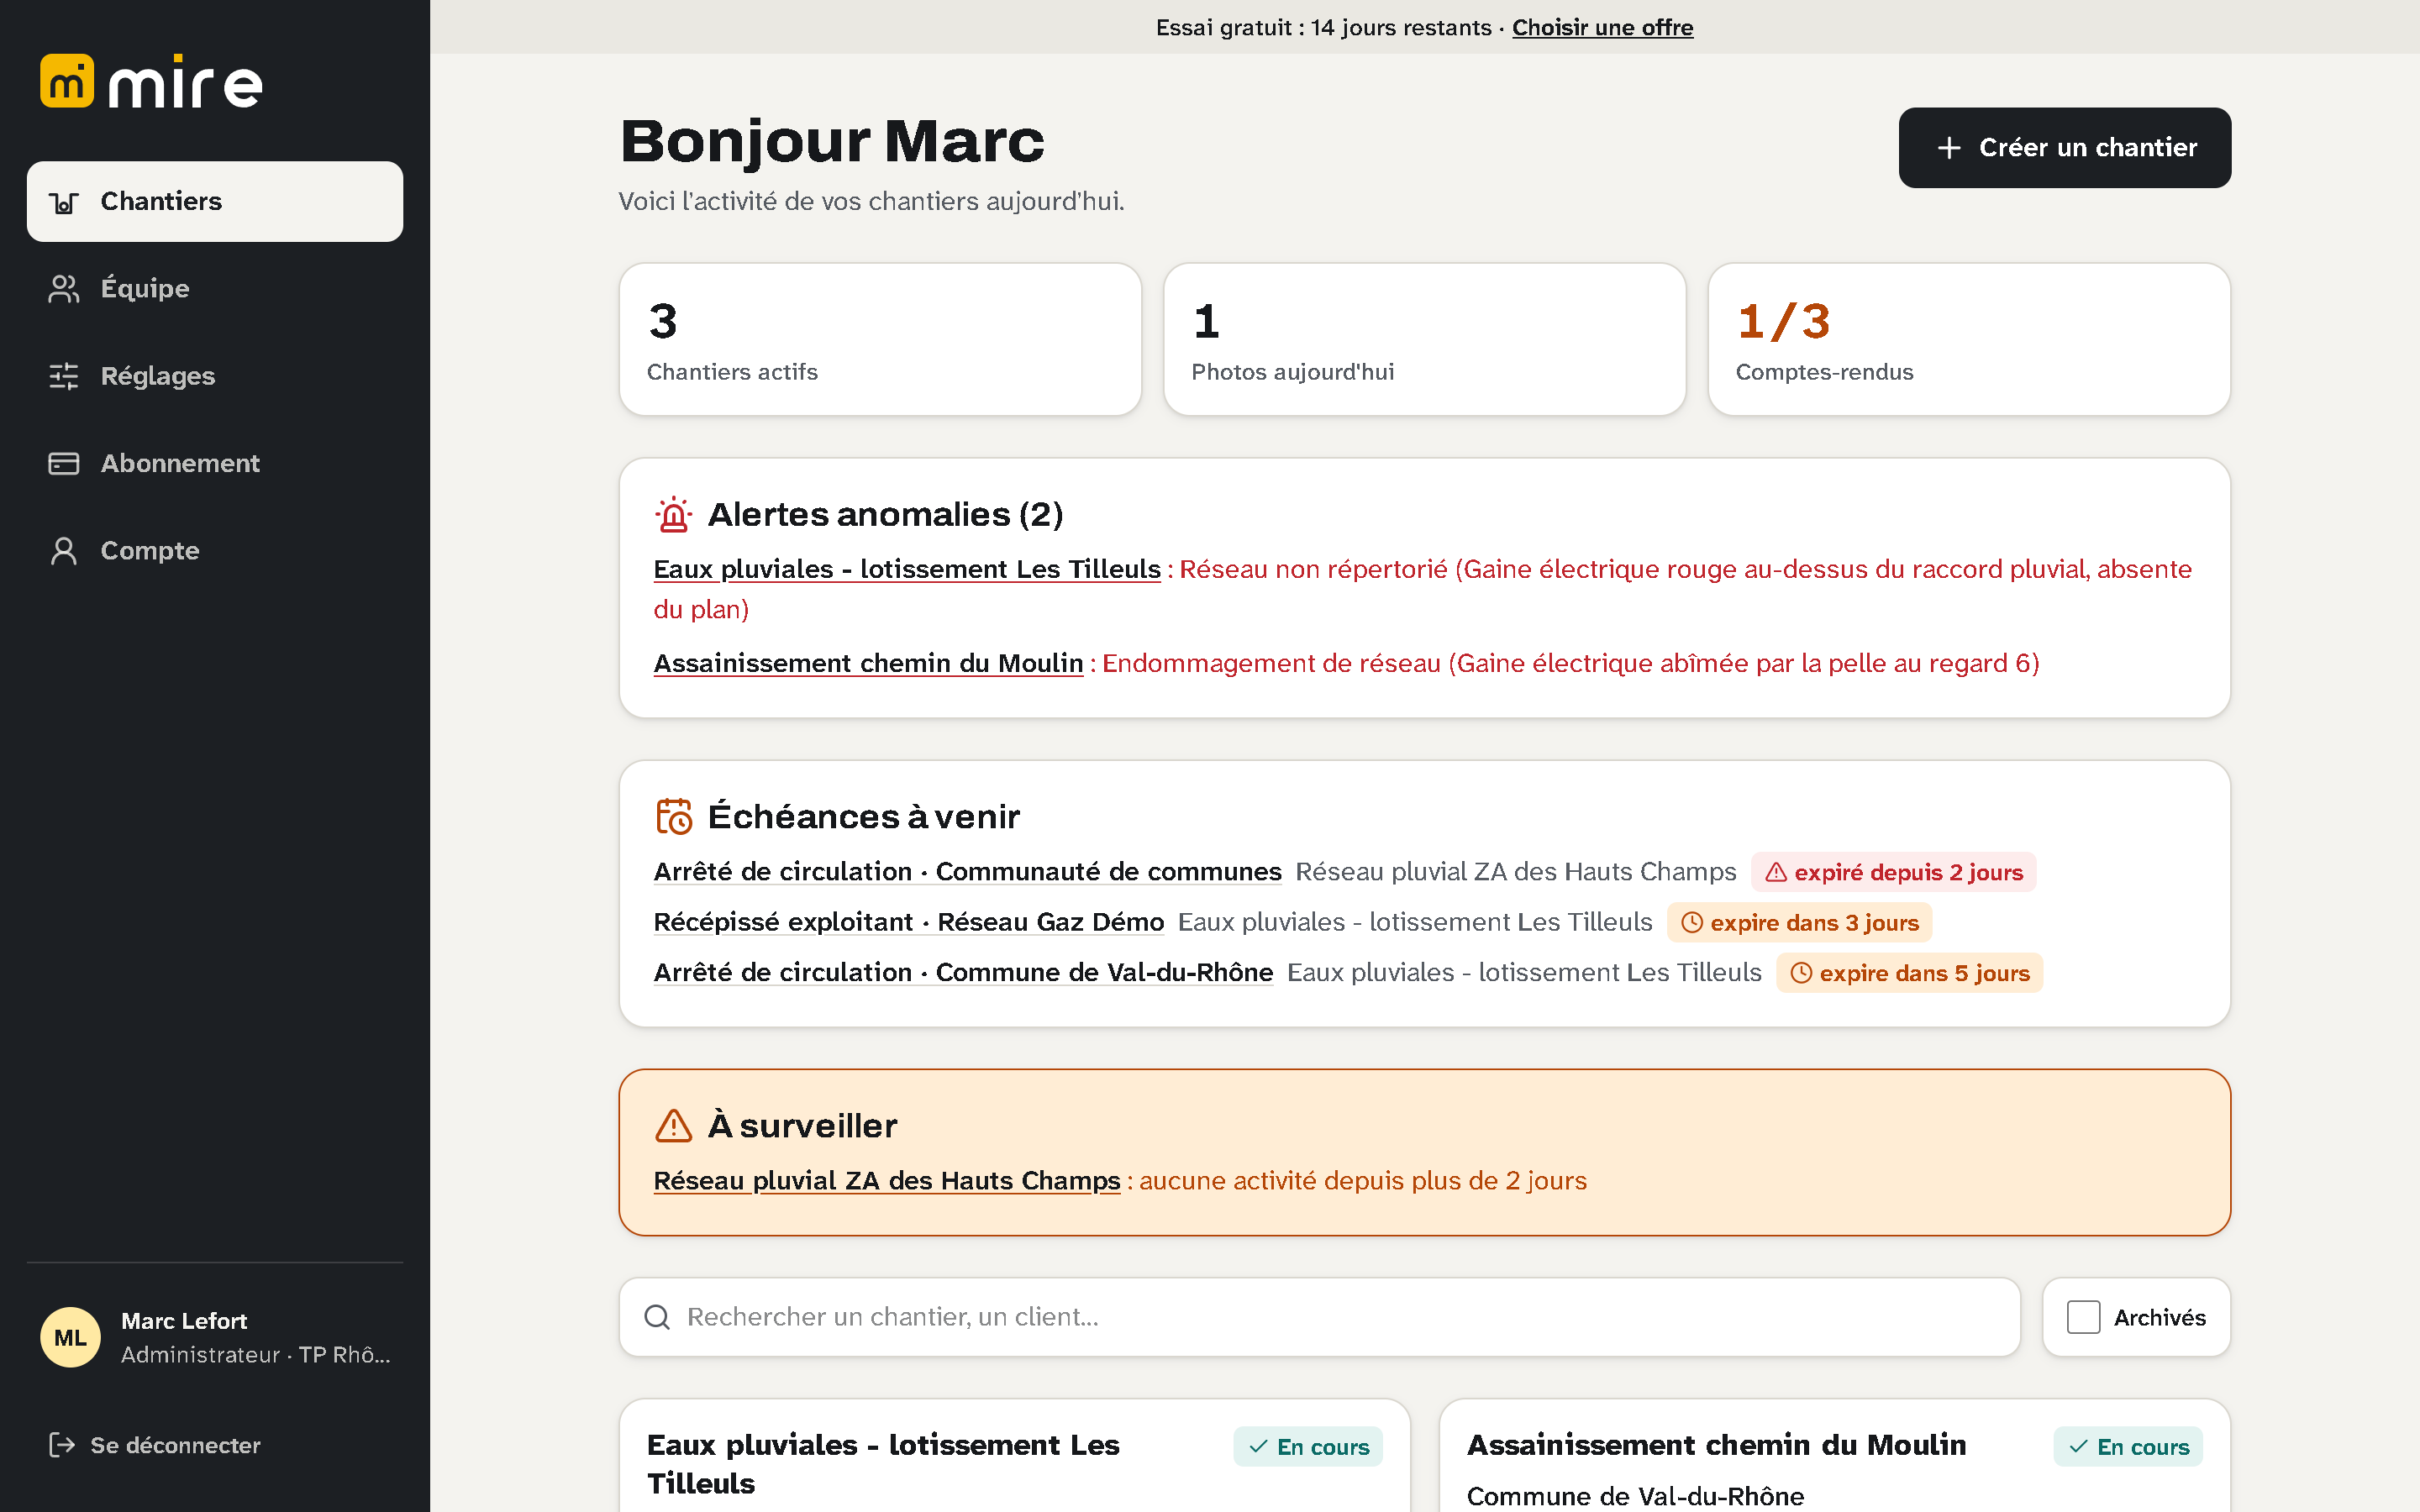 Essai gratuit : 14 jours restants · Choisir une offre
m mire
Chantiers
Équipe
Réglages
Abonnement
Compte
ML
Marc Lefort
Administrateur · TP Rhô...
Se déconnecter
Bonjour Marc
Voici l'activité de vos chantiers aujourd'hui.
+ Créer un chantier
3
Chantiers actifs
1
Photos aujourd'hui
1/3
Comptes-rendus
Alertes anomalies (2)
Eaux pluviales - lotissement Les Tilleuls : Réseau non répertorié (Gaine électrique rouge au-dessus du raccord pluvial, absente
du plan)
Assainissement chemin du Moulin : Endommagement de réseau (Gaine électrique abîmée par la pelle au regard 6)
Échéances à venir
Arrêté de circulation · Communauté de communes Réseau pluvial ZA des Hauts Champs expiré depuis 2 jours
Récépissé exploitant · Réseau Gaz Démo Eaux pluviales - lotissement Les Tilleuls expire dans 3 jours
Arrêté de circulation · Commune de Val-du-Rhône Eaux pluviales - lotissement Les Tilleuls expire dans 5 jours
À surveiller
Réseau pluvial ZA des Hauts Champs : aucune activité depuis plus de 2 jours
Rechercher un chantier, un client...
Archivés
Eaux pluviales - lotissement Les
Tilleuls
En cours
Assainissement chemin du Moulin
En cours
Commune de Val-du-Rhône